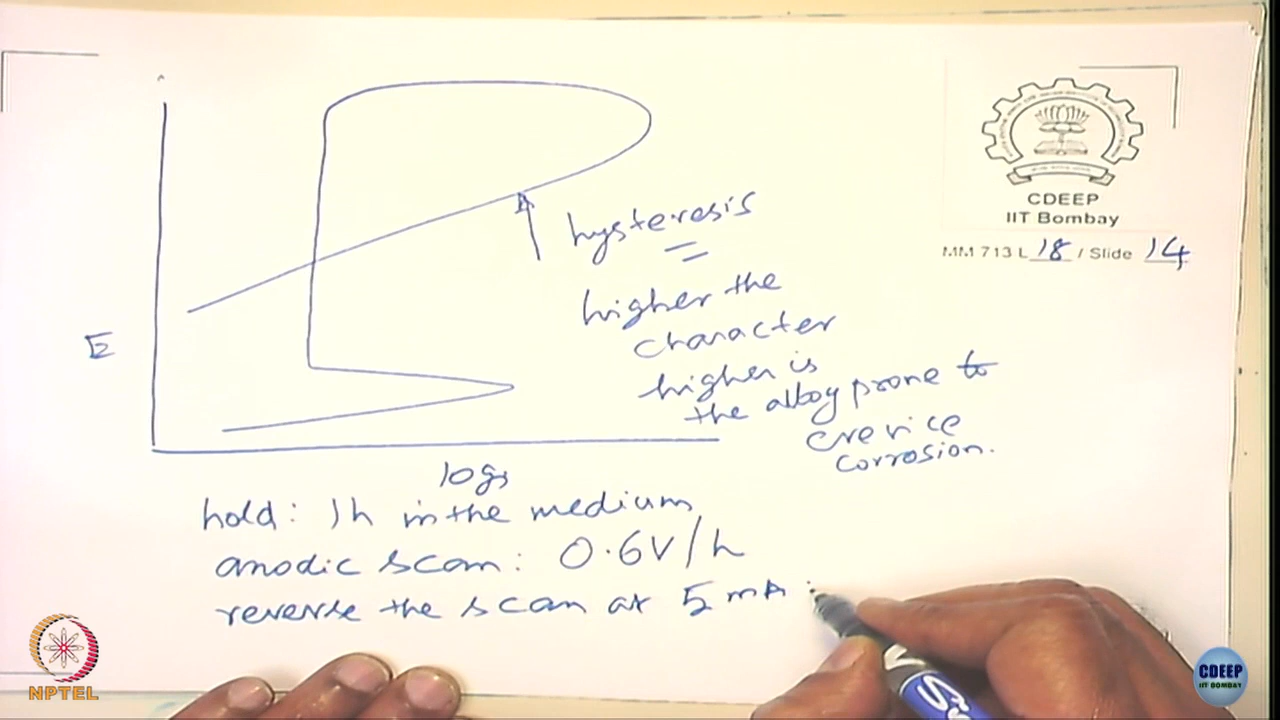 CDEEP
IIT Bombay
MM 713 L 18 / Slide 14
hysteresis
higher the
character
higher is
the alloy prone to
crevice
corrosion.
E
log i
hold: 1h in the medium
anodic scan: 0.6V/h
reverse the scan at 5 mA
NPTEL
CDEEP
IIT BOMBAY